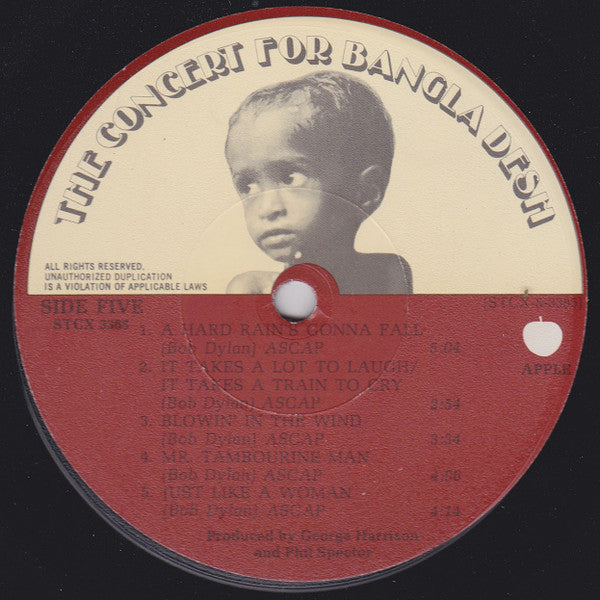 THE CONCERT FOR BANGLA DESH
ALL RIGHTS RESERVED.
UNAUTHORIZED DUPLICATION
IS A VIOLATION OF APPLICABLE LAWS
SIDE FIVE
STCX 3385
1. A HARD RAIN'S GONNA FALL
(Bob Dylan) ASCAP 5:04
2. IT TAKES A LOT TO LAUGH/
IT TAKES A TRAIN TO CRY
(Bob Dylan) ASCAP 2:54
3. BLOWIN' IN THE WIND
(Bob Dylan) ASCAP 3:34
4. MR. TAMBOURINE MAN
(Bob Dylan) ASCAP
5. JUST LIKE A WOMAN
(Bob Dylan) ASCAP 4:14
APPLE
Produced by George Harrison
and Phil Spector